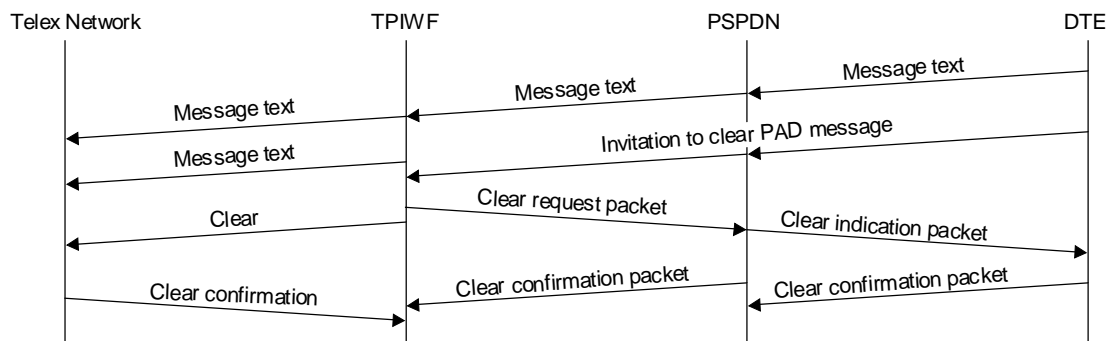 Telex Network
TPIWF
PSPDN
DTE
Message text
Message text
Message text
Invitation to clear PAD message
Message text
Clear request packet
Clear
Clear indication packet
Clear confirmation
Clear confirmation packet
Clear confirmation packet